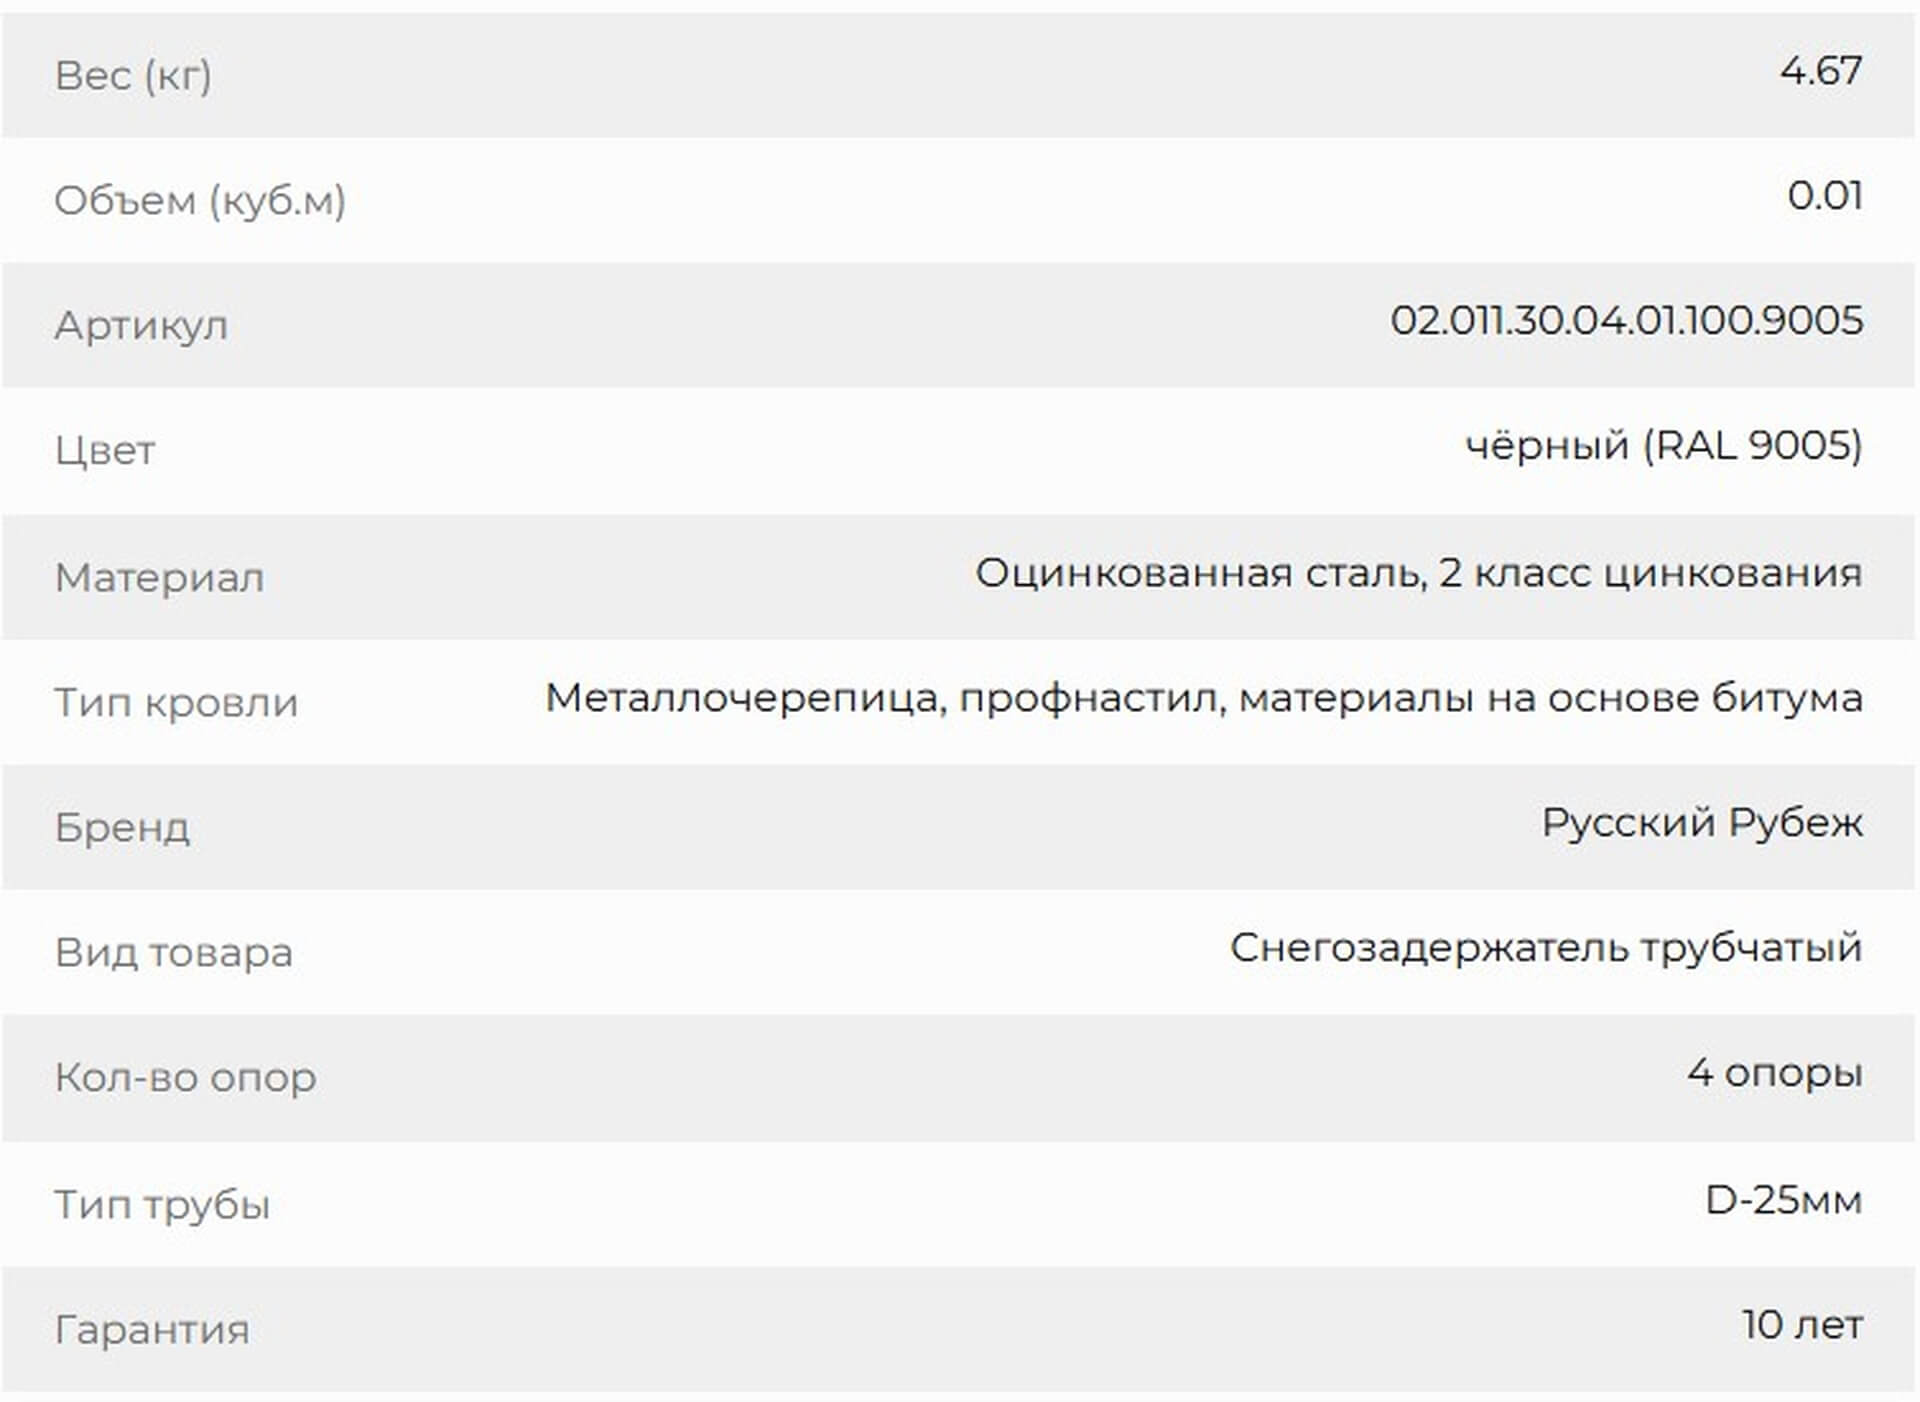 Вес (кг) 4.67
Объем (куб.м) 0.01
Артикул 02.011.30.04.01.100.9005
Цвет чёрный (RAL 9005)
Материал Оцинкованная сталь, 2 класс цинкования
Тип кровли Металлочерепица, профнастил, материалы на основе битума
Бренд Русский Рубеж
Вид товара Снегозадержатель трубчатый
Кол-во опор 4 опоры
Тип трубы D-25мм
Гарантия 10 лет